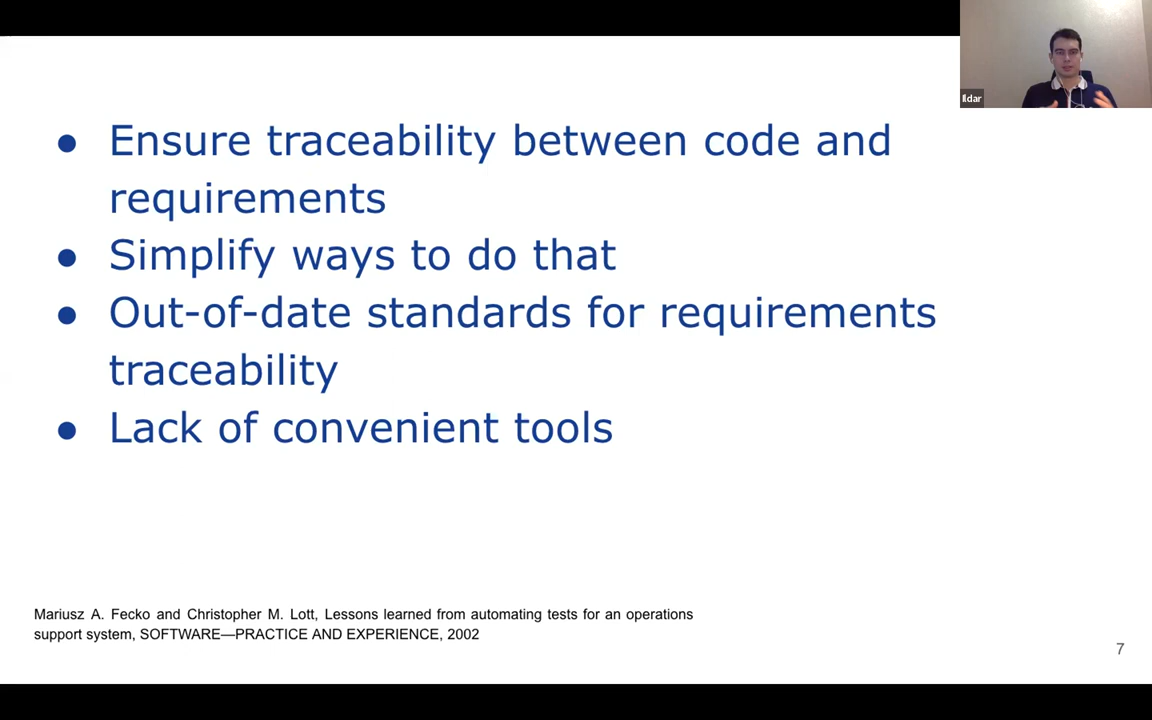 Ildar
● Ensure traceability between code and
requirements
● Simplify ways to do that
● Out-of-date standards for requirements
traceability
● Lack of convenient tools
Mariusz A. Fecko and Christopher M. Lott, Lessons learned from automating tests for an operations
support system, SOFTWARE—PRACTICE AND EXPERIENCE, 2002
7